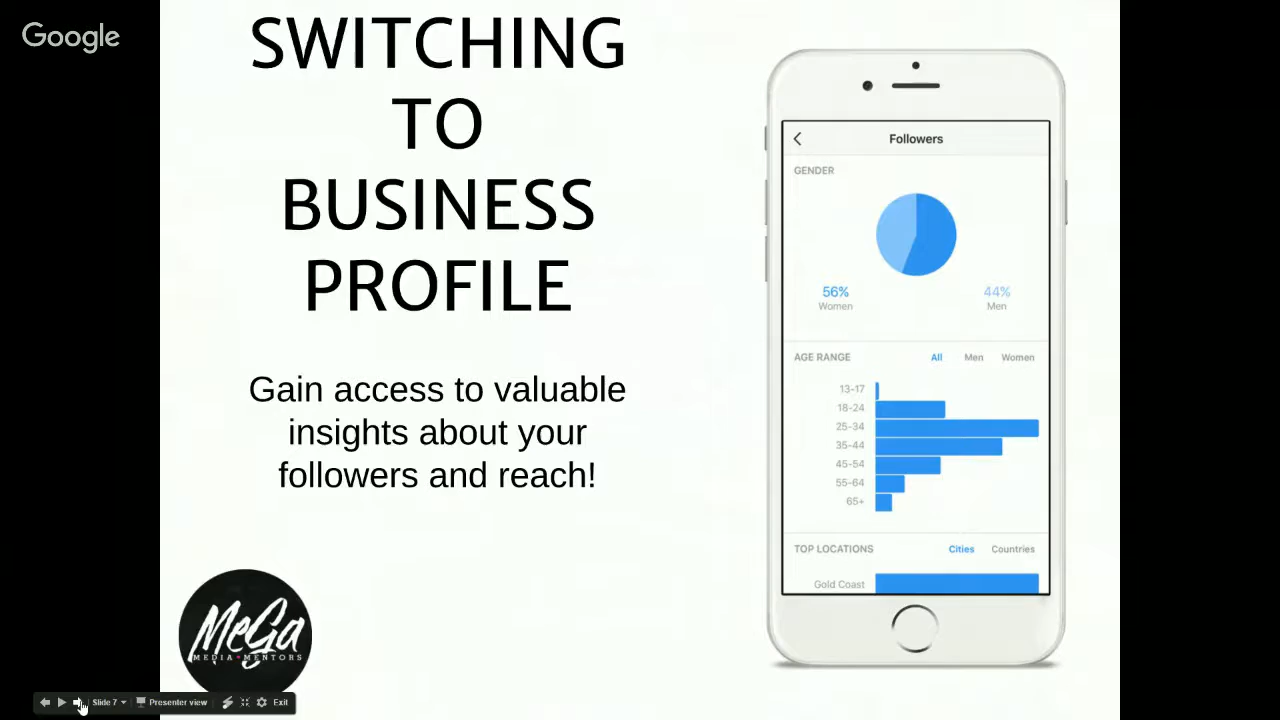 Google
SWITCHING
TO
BUSINESS
PROFILE
Gain access to valuable
insights about your
followers and reach!
MeGa
MEDIA MENTORS
Followers
GENDER
56%
Women
44%
Men
AGE RANGE
All
Men
Women
13-17
18-24
25-34
35-44
45-54
55-64
65+
TOP LOCATIONS
Cities
Countries
Gold Coast
Slide 7
Presenter view
Exit